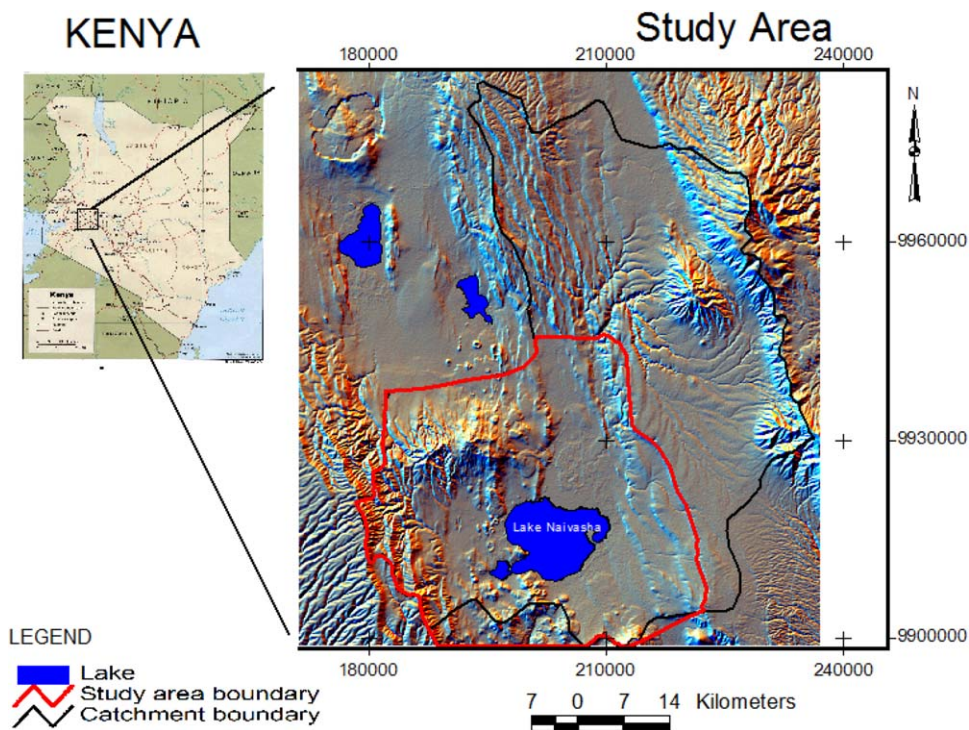 KENYA
Study Area
180000 210000 240000
N
9960000
Lake Naivasha
9930000
9900000
180000 210000 240000
Kenya
LEGEND
Lake
Study area boundary
Catchment boundary
7 0 7 14 Kilometers